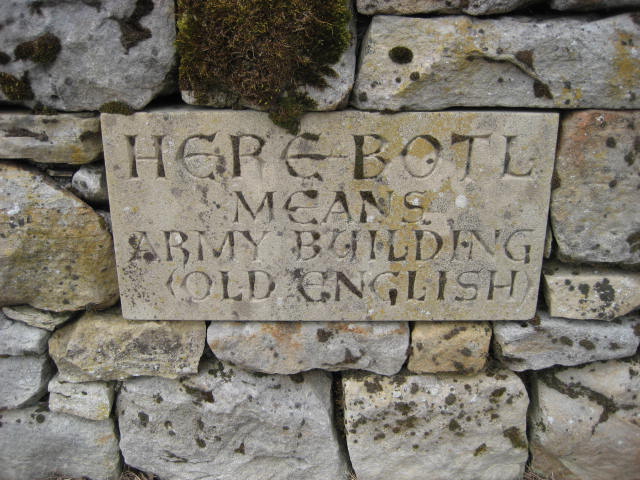 HERE-BOTL
MEANS
ARMY BUILDING
(OLD ENGLISH)